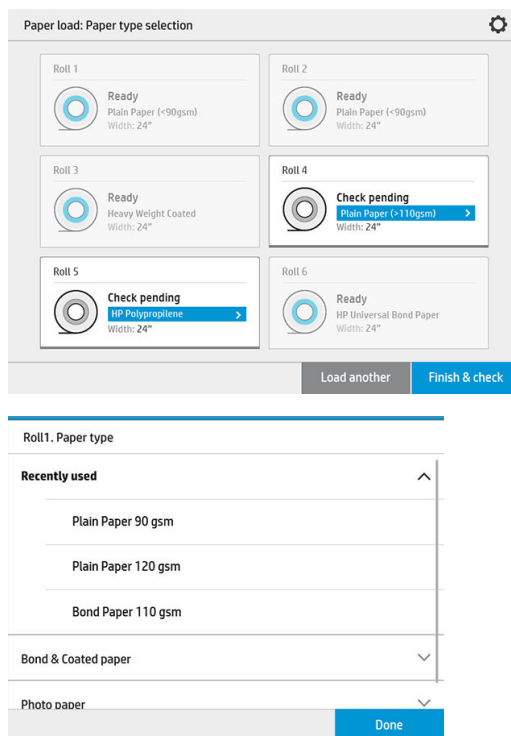 Paper load: Paper type selection
Roll 1
Ready
Plain Paper (<90gsm)
Width: 24"
Roll 2
Ready
Plain Paper (<90gsm)
Width: 24"
Roll 3
Ready
Heavy Weight Coated
Width: 24"
Roll 4
Check pending
Plain Paper (>110gsm) >
Width: 24"
Roll 5
Check pending
HP Polypropilene >
Width: 24"
Roll 6
Ready
HP Universal Bond Paper
Width: 24"
Load another
Finish & check
Roll1. Paper type
Recently used
Plain Paper 90 gsm
Plain Paper 120 gsm
Bond Paper 110 gsm
Bond & Coated paper
Photo paper
Done